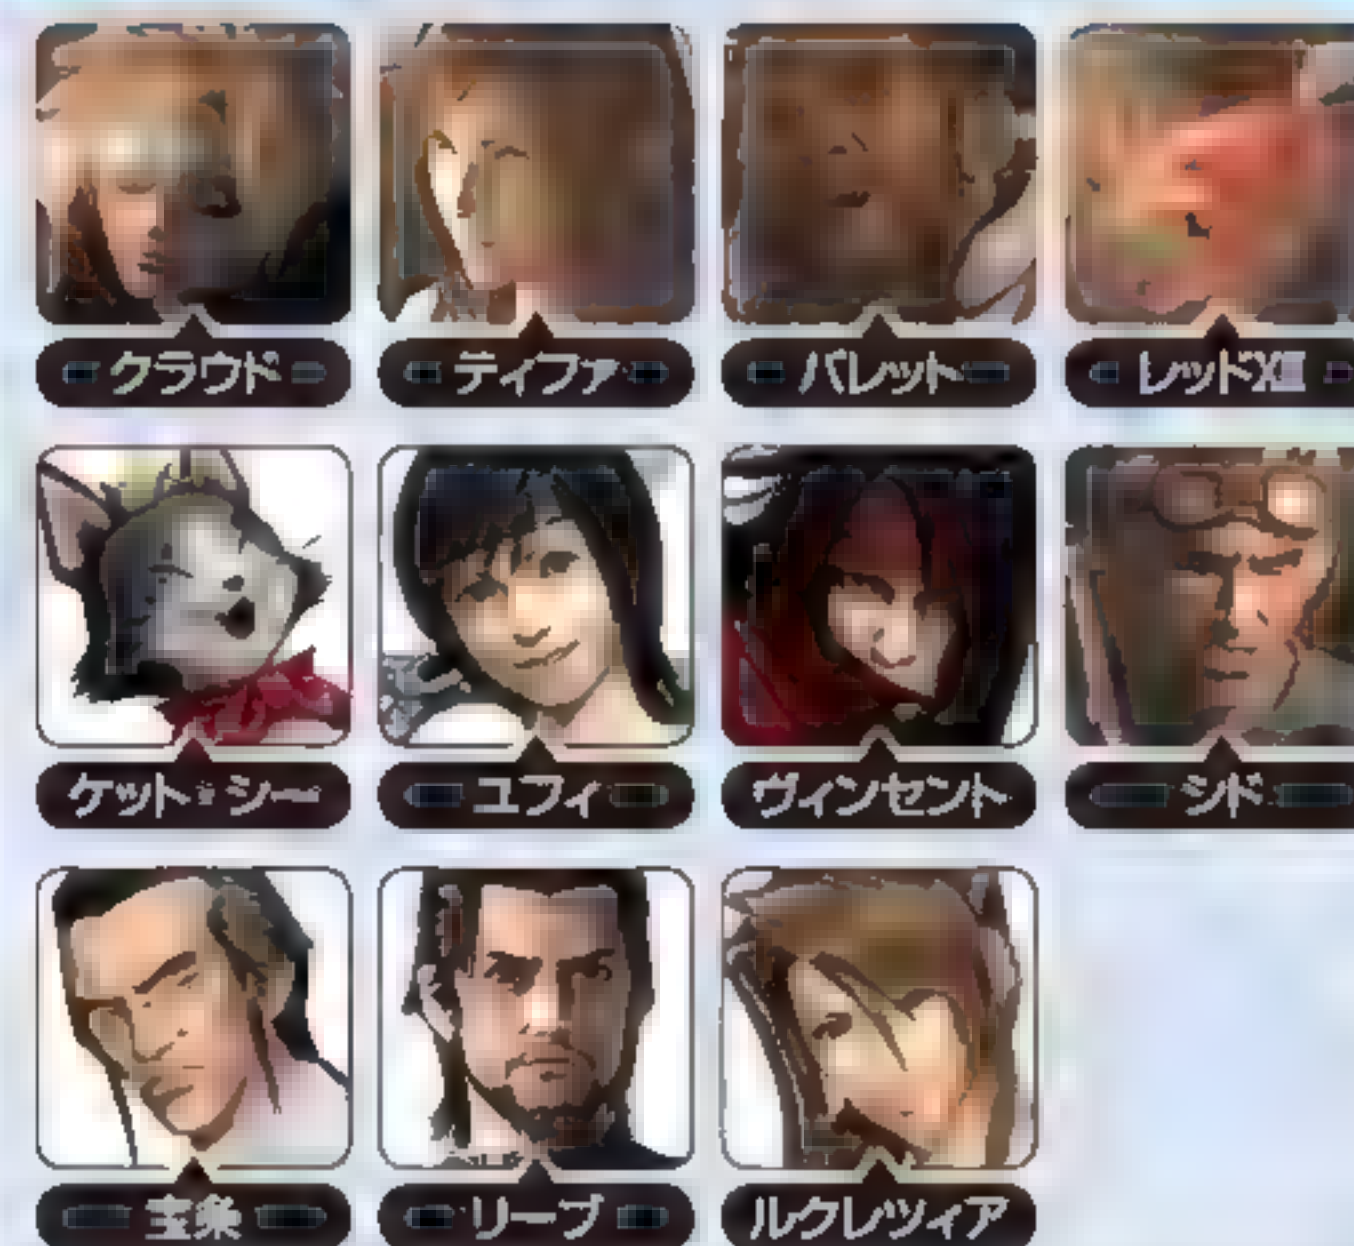 クラウド
ティファ
バレット
レッドXIII
ケット・シー
ユフィ
ヴィンセント
シド
宝条
リーブ
ルクレツィア